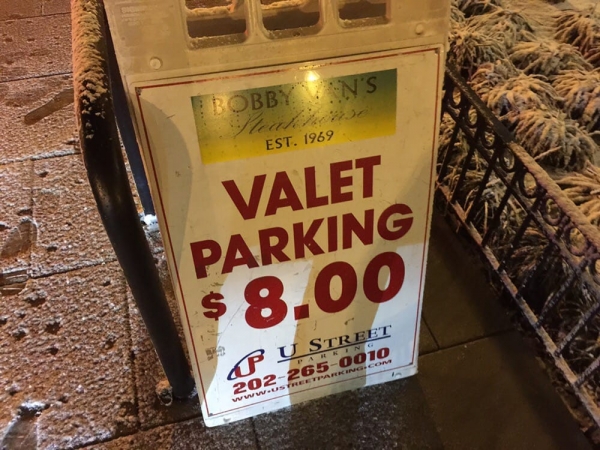 BOBBY VAN'S
Steakhouse
EST. 1969
VALET
PARKING
$8.00
U STREET
PARKING
202-265-0010
WWW.USTREETPARKING.COM